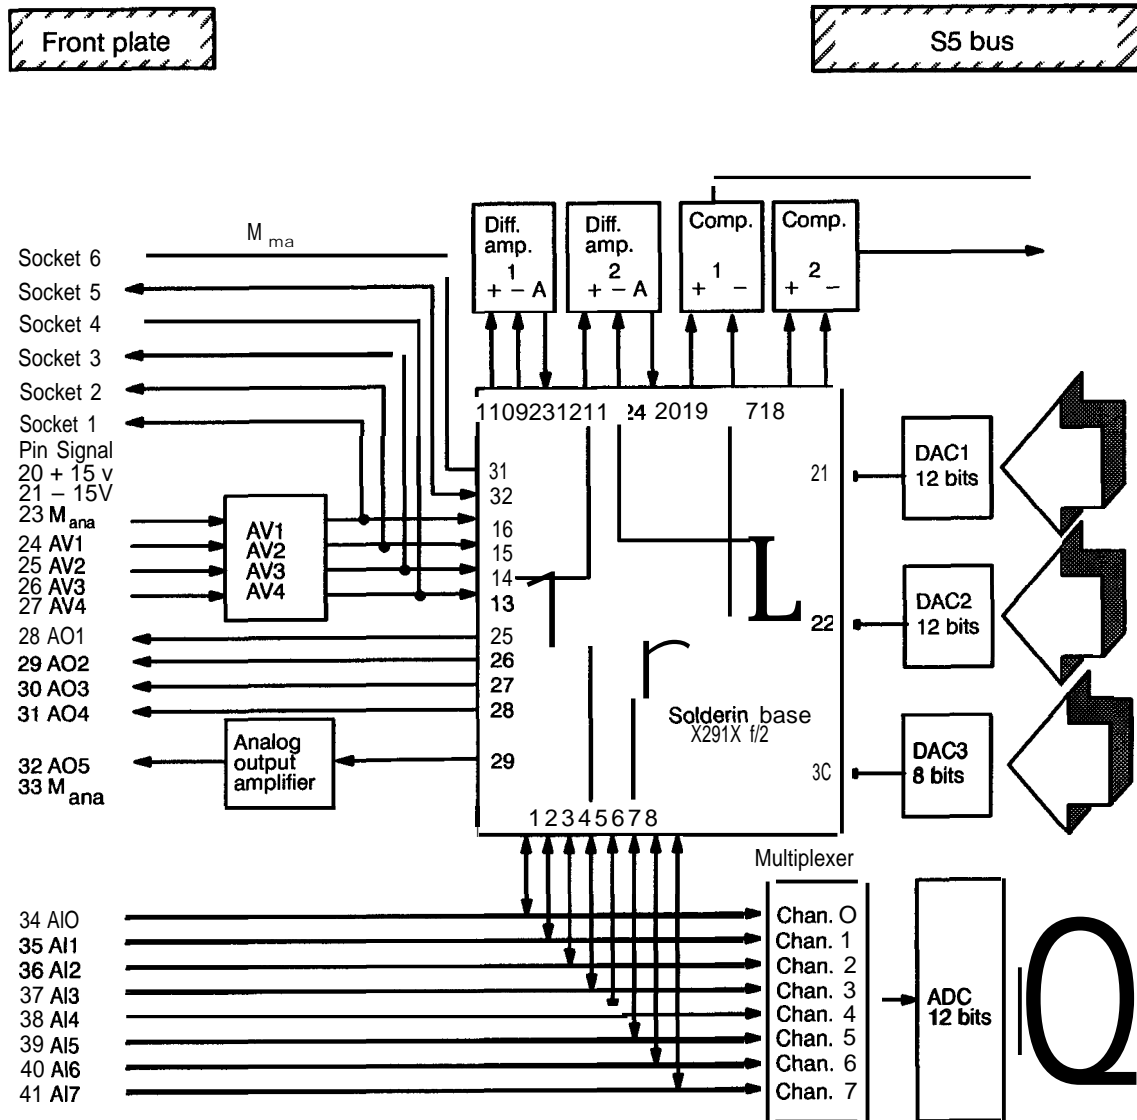 Front plate
S5 bus
M ma
Diff. amp. 1 + – A
Diff. amp. 2 + – A
Comp. 1 + –
Comp. 2 + –
Socket 6
Socket 5
Socket 4
Socket 3
Socket 2
Socket 1
Pin Signal
20 + 15 v
21 – 15V
23 M ana
24 AV1
25 AV2
26 AV3
27 AV4
28 AO1
29 AO2
30 AO3
31 AO4
32 AO5
33 M ana
AV1
AV2
AV3
AV4
Analog
output
amplifier
1109231211 24 2019 718
31
32
16
15
14
13
25
26
27
28
29
21
22
3C
L
Solderin base
X291X f/2
12345678
DAC1
12 bits
DAC2
12 bits
DAC3
8 bits
Multiplexer
34 AIO
35 AI1
36 AI2
37 AI3
38 AI4
39 AI5
40 AI6
41 AI7
Chan. O
Chan. 1
Chan. 2
Chan. 3
Chan. 4
Chan. 5
Chan. 6
Chan. 7
ADC
12 bits
Q